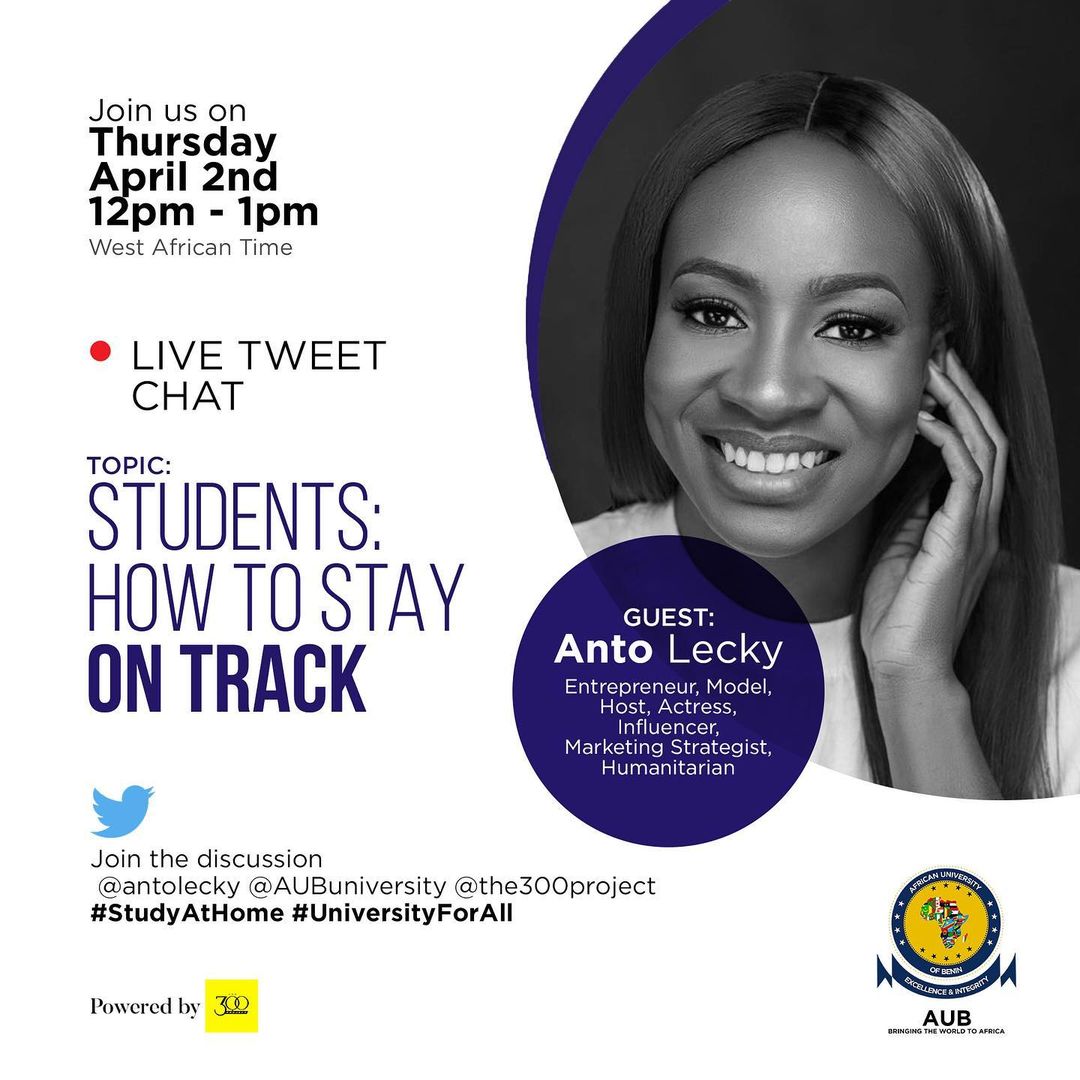 Join us on
Thursday
April 2nd
12pm - 1pm
West African Time
LIVE TWEET
CHAT
TOPIC:
STUDENTS:
HOW TO STAY
ON TRACK
GUEST:
Anto Lecky
Entrepreneur, Model,
Host, Actress,
Influencer,
Marketing Strategist,
Humanitarian
Join the discussion
@antolecky @AUBuniversity @the300project
#StudyAtHome #UniversityForAll
Powered by
300
PROJECT
AFRICAN UNIVERSITY
OF BENIN
EXCELLENCE & INTEGRITY
AUB
BRINGING THE WORLD TO AFRICA